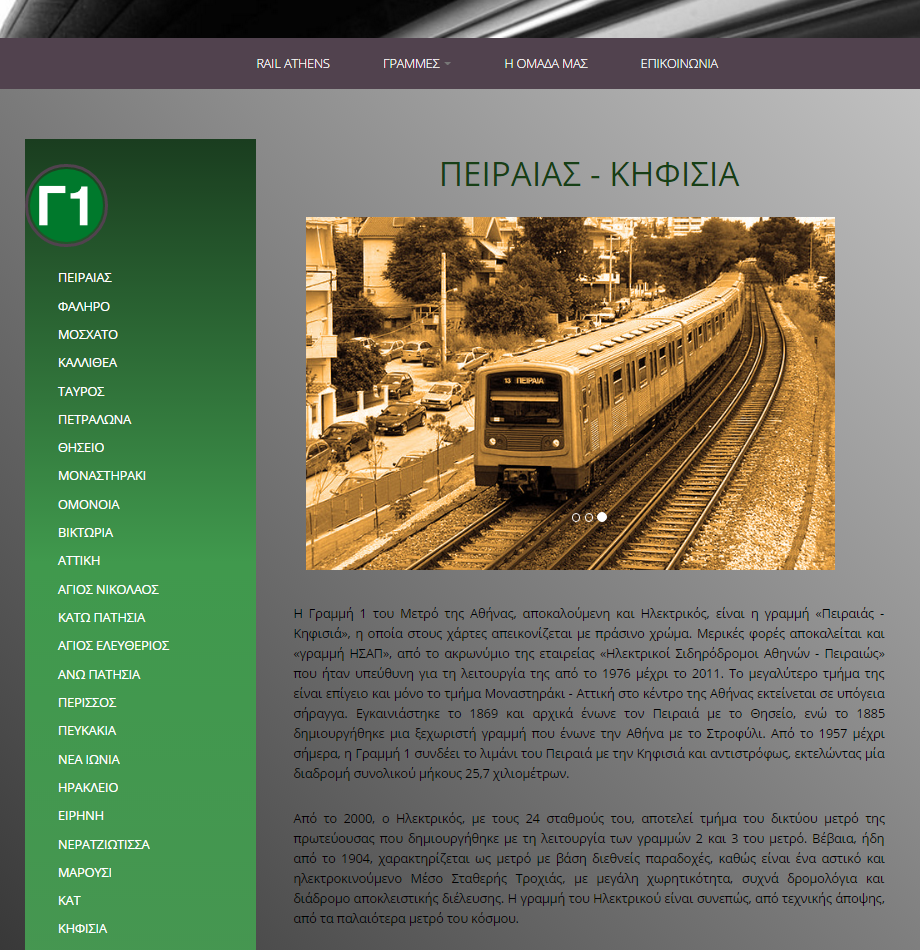 RAIL ATHENS ΓΡΑΜΜΕΣ Η ΟΜΑΔΑ ΜΑΣ ΕΠΙΚΟΙΝΩΝΙΑ
Γ1
ΠΕΙΡΑΙΑΣ
ΦΑΛΗΡΟ
ΜΟΣΧΑΤΟ
ΚΑΛΛΙΘΕΑ
ΤΑΥΡΟΣ
ΠΕΤΡΑΛΩΝΑ
ΘΗΣΕΙΟ
ΜΟΝΑΣΤΗΡΑΚΙ
ΟΜΟΝΟΙΑ
ΒΙΚΤΩΡΙΑ
ΑΤΤΙΚΗ
ΑΓΙΟΣ ΝΙΚΟΛΑΟΣ
ΚΑΤΩ ΠΑΤΗΣΙΑ
ΑΓΙΟΣ ΕΛΕΥΘΕΡΙΟΣ
ΑΝΩ ΠΑΤΗΣΙΑ
ΠΕΡΙΣΣΟΣ
ΠΕΥΚΑΚΙΑ
ΝΕΑ ΙΩΝΙΑ
ΗΡΑΚΛΕΙΟ
ΕΙΡΗΝΗ
ΝΕΡΑΤΖΙΩΤΙΣΣΑ
ΜΑΡΟΥΣΙ
ΚΑΤ
ΚΗΦΙΣΙΑ
ΠΕΙΡΑΙΑΣ - ΚΗΦΙΣΙΑ
13 ΠΕΙΡΑΙΑ
Η Γραμμή 1 του Μετρό της Αθήνας, αποκαλούμενη και Ηλεκτρικός, είναι η γραμμή «Πειραιάς -
Κηφισιά», η οποία στους χάρτες απεικονίζεται με πράσινο χρώμα. Μερικές φορές αποκαλείται και
«γραμμή ΗΣΑΠ», από το ακρωνύμιο της εταιρείας «Ηλεκτρικοί Σιδηρόδρομοι Αθηνών - Πειραιώς»
που ήταν υπεύθυνη για τη λειτουργία της από το 1976 μέχρι το 2011. Το μεγαλύτερο τμήμα της
είναι επίγειο και μόνο το τμήμα Μοναστηράκι - Αττική στο κέντρο της Αθήνας εκτείνεται σε υπόγεια
σήραγγα. Εγκαινιάστηκε το 1869 και αρχικά ένωνε τον Πειραιά με το Θησείο, ενώ το 1885
δημιουργήθηκε μια ξεχωριστή γραμμή που ένωνε την Αθήνα με το Στροφύλι. Από το 1957 μέχρι
σήμερα, η Γραμμή 1 συνδέει το λιμάνι του Πειραιά με την Κηφισιά και αντιστρόφως, εκτελώντας μία
διαδρομή συνολικού μήκους 25,7 χιλιομέτρων.
Από το 2000, ο Ηλεκτρικός, με τους 24 σταθμούς του, αποτελεί τμήμα του δικτύου μετρό της
πρωτεύουσας που δημιουργήθηκε με τη λειτουργία των γραμμών 2 και 3 του μετρό. Βέβαια, ήδη
από το 1904, χαρακτηρίζεται ως μετρό με βάση διεθνείς παραδοχές, καθώς είναι ένα αστικό και
ηλεκτροκινούμενο Μέσο Σταθερής Τροχιάς, με μεγάλη χωρητικότητα, συχνά δρομολόγια και
διάδρομο αποκλειστικής διέλευσης. Η γραμμή του Ηλεκτρικού είναι συνεπώς, από τεχνικής άποψης,
από τα παλαιότερα μετρό του κόσμου.